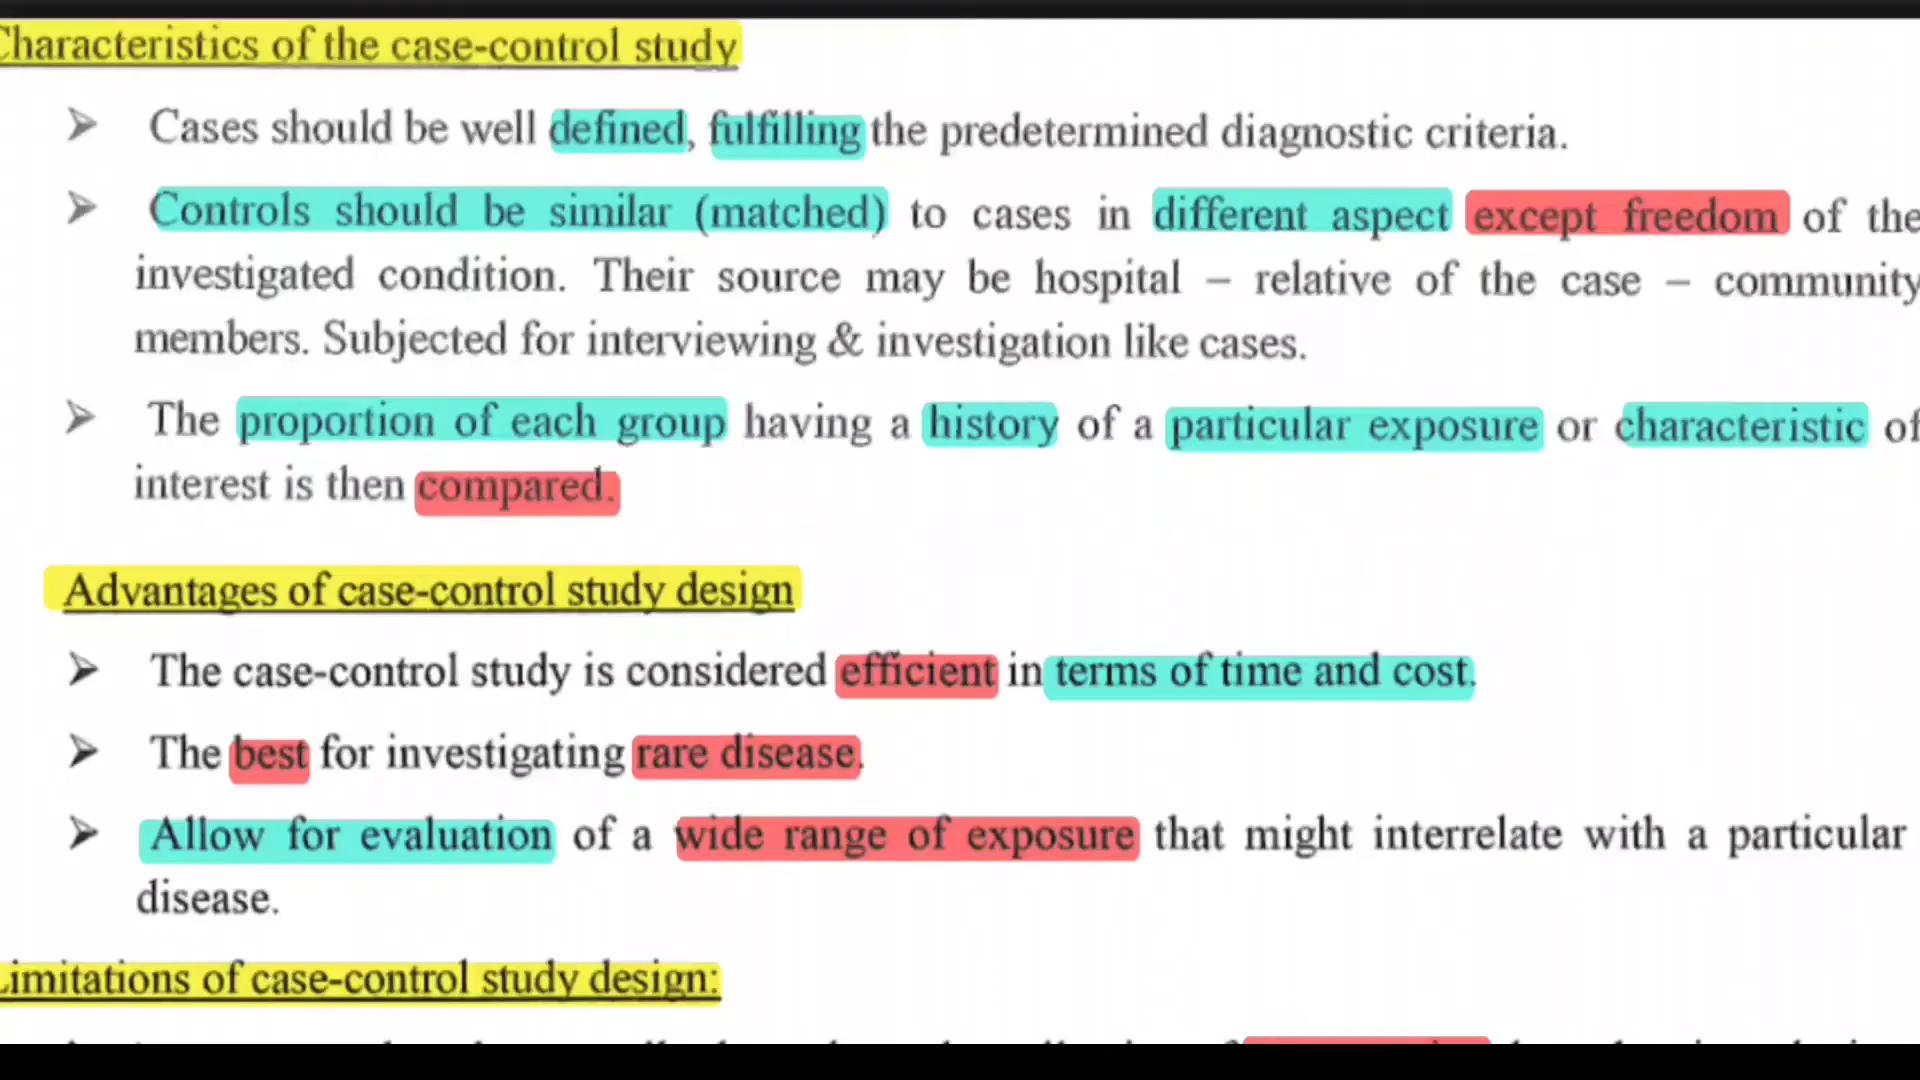 Characteristics of the case-control study
➢ Cases should be well defined, fulfilling the predetermined diagnostic criteria.
➢ Controls should be similar (matched) to cases in different aspect except freedom of the
investigated condition. Their source may be hospital – relative of the case – community
members. Subjected for interviewing & investigation like cases.
➢ The proportion of each group having a history of a particular exposure or characteristic of
interest is then compared.
Advantages of case-control study design
➢ The case-control study is considered efficient in terms of time and cost.
➢ The best for investigating rare disease.
➢ Allow for evaluation of a wide range of exposure that might interrelate with a particular
disease.
Limitations of case-control study design: